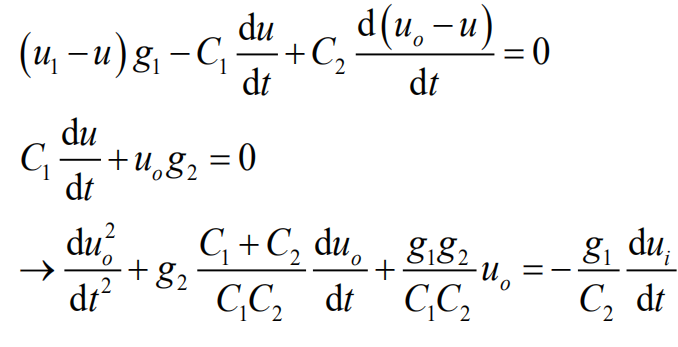 (u₁ − u)g₁ − C₁ du/dt + C₂ d(uₒ − u)/dt = 0
C₁ du/dt + uₒg₂ = 0
→ duₒ²/dt² + g₂ (C₁ + C₂)/(C₁C₂) duₒ/dt + g₁g₂/(C₁C₂) uₒ = − g₁/C₂ duᵢ/dt